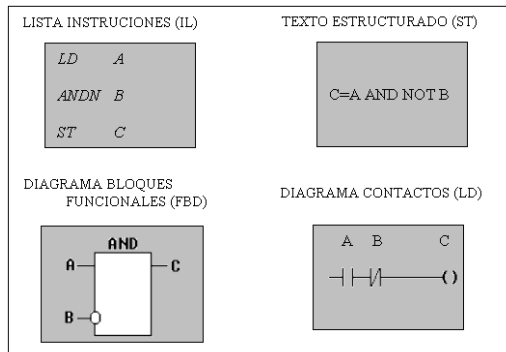 LISTA INSTRUCIONES (IL)
LD A
ANDN B
ST C
TEXTO ESTRUCTURADO (ST)
C=A AND NOT B
DIAGRAMA BLOQUES
FUNCIONALES (FBD)
AND
A C
B
DIAGRAMA CONTACTOS (LD)
A B C